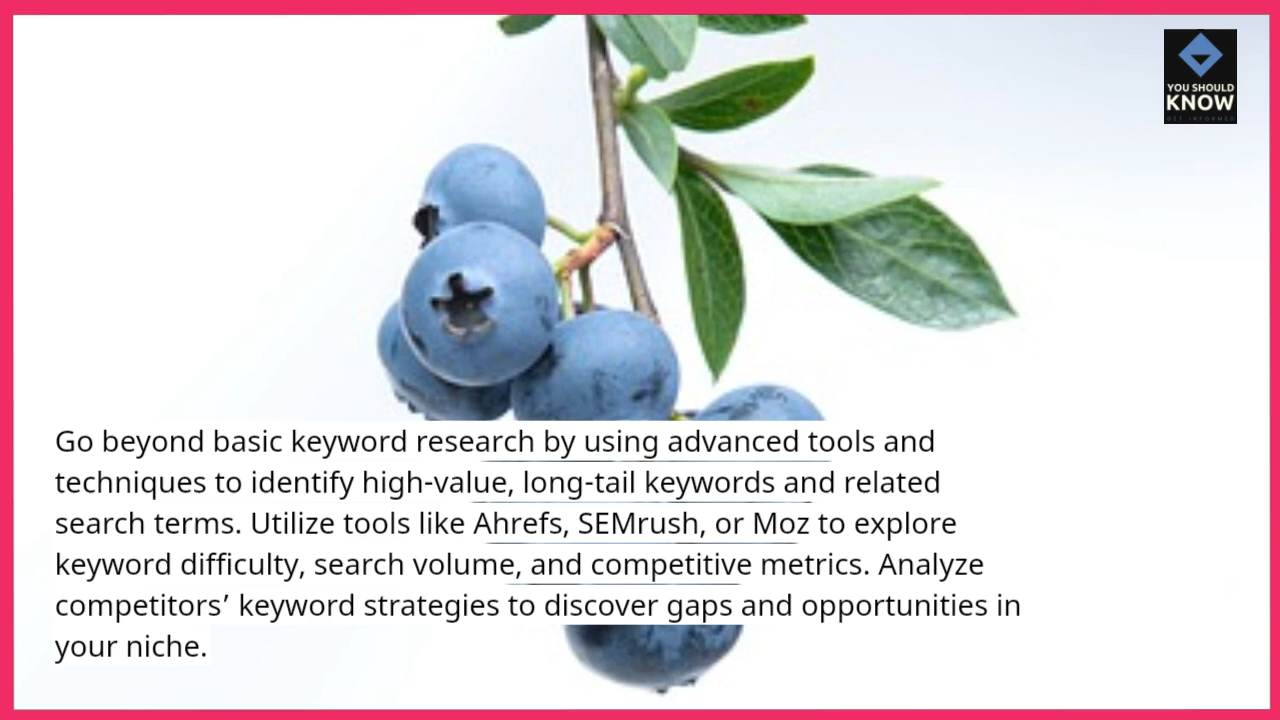 YOU SHOULD
KNOW
GET INFORMED
Go beyond basic keyword research by using advanced tools and
techniques to identify high-value, long-tail keywords and related
search terms. Utilize tools like Ahrefs, SEMrush, or Moz to explore
keyword difficulty, search volume, and competitive metrics. Analyze
competitors’ keyword strategies to discover gaps and opportunities in
your niche.